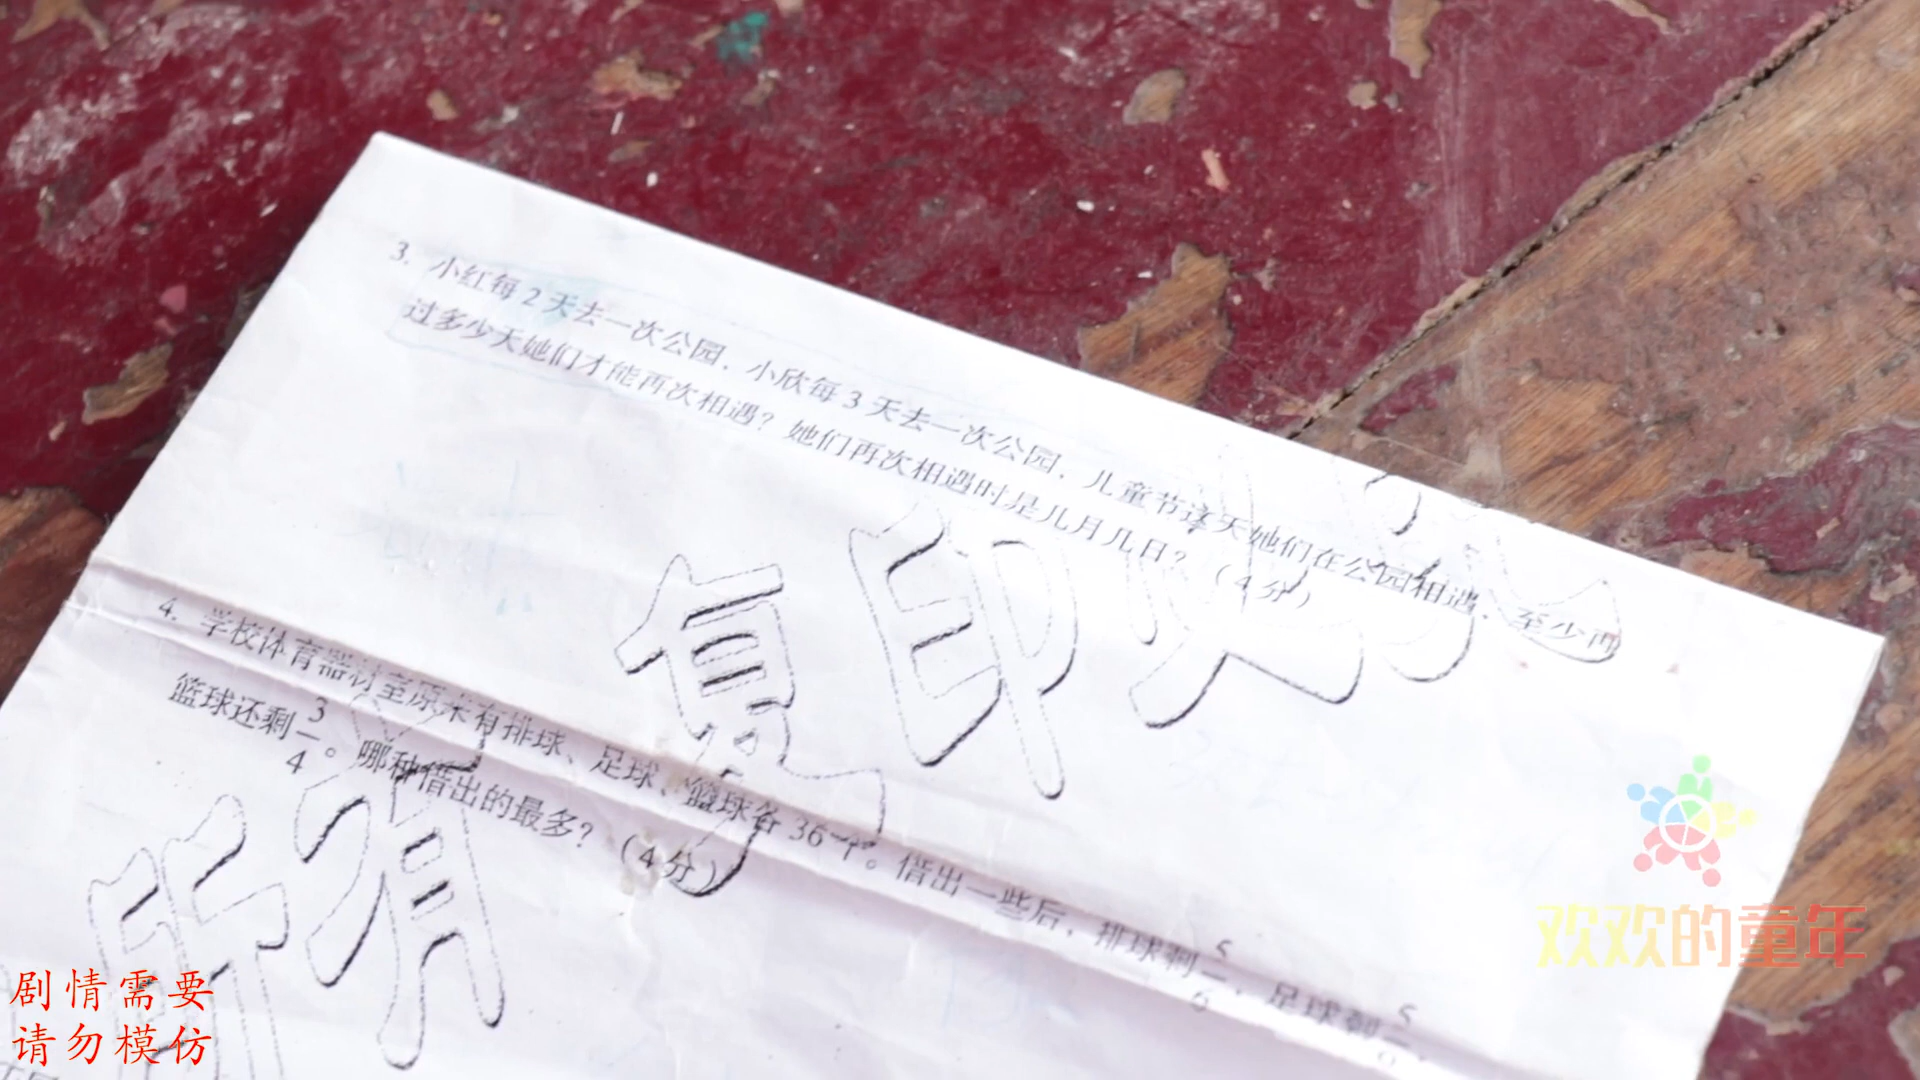 3. 小红每2天去一次公园，小欣每3天去一次公园，儿童节这天她们在公园相遇，至少再
过多少天她们才能再次相遇？她们再次相遇时是几月几日？（4分）
4. 学校体育器材室原来有排球、足球、篮球各36个。借出一些后，排球剩5/6，足球剩
篮球还剩3/4。哪种借出的最多？（4分）
复印
所有
欢欢的童年
剧情需要
请勿模仿